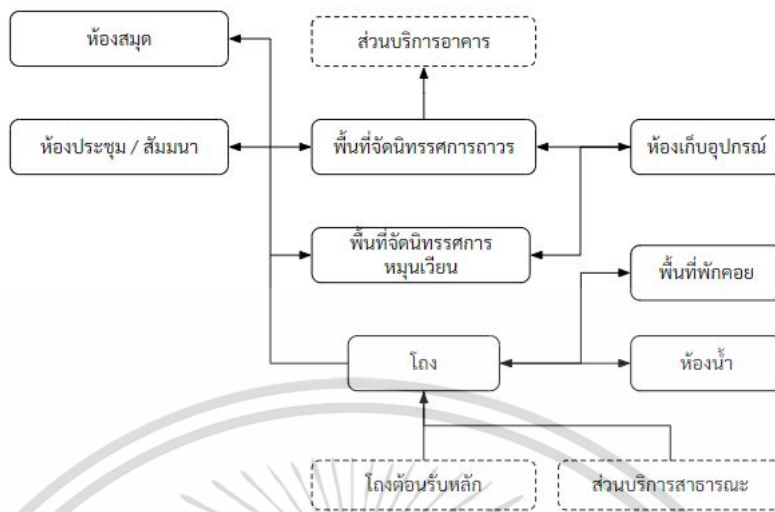 ห้องสมุด
ส่วนบริการอาคาร
ห้องประชุม / สัมมนา
พื้นที่จัดนิทรรศการถาวร
ห้องเก็บอุปกรณ์
พื้นที่จัดนิทรรศการ
หมุนเวียน
พื้นที่พักคอย
โถง
ห้องน้ำ
โถงต้อนรับหลัก
ส่วนบริการสาธารณะ